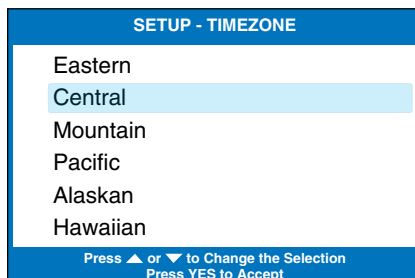 SETUP - TIMEZONE
Eastern
Central
Mountain
Pacific
Alaskan
Hawaiian
Press ▲ or ▼ to Change the Selection
Press YES to Accept